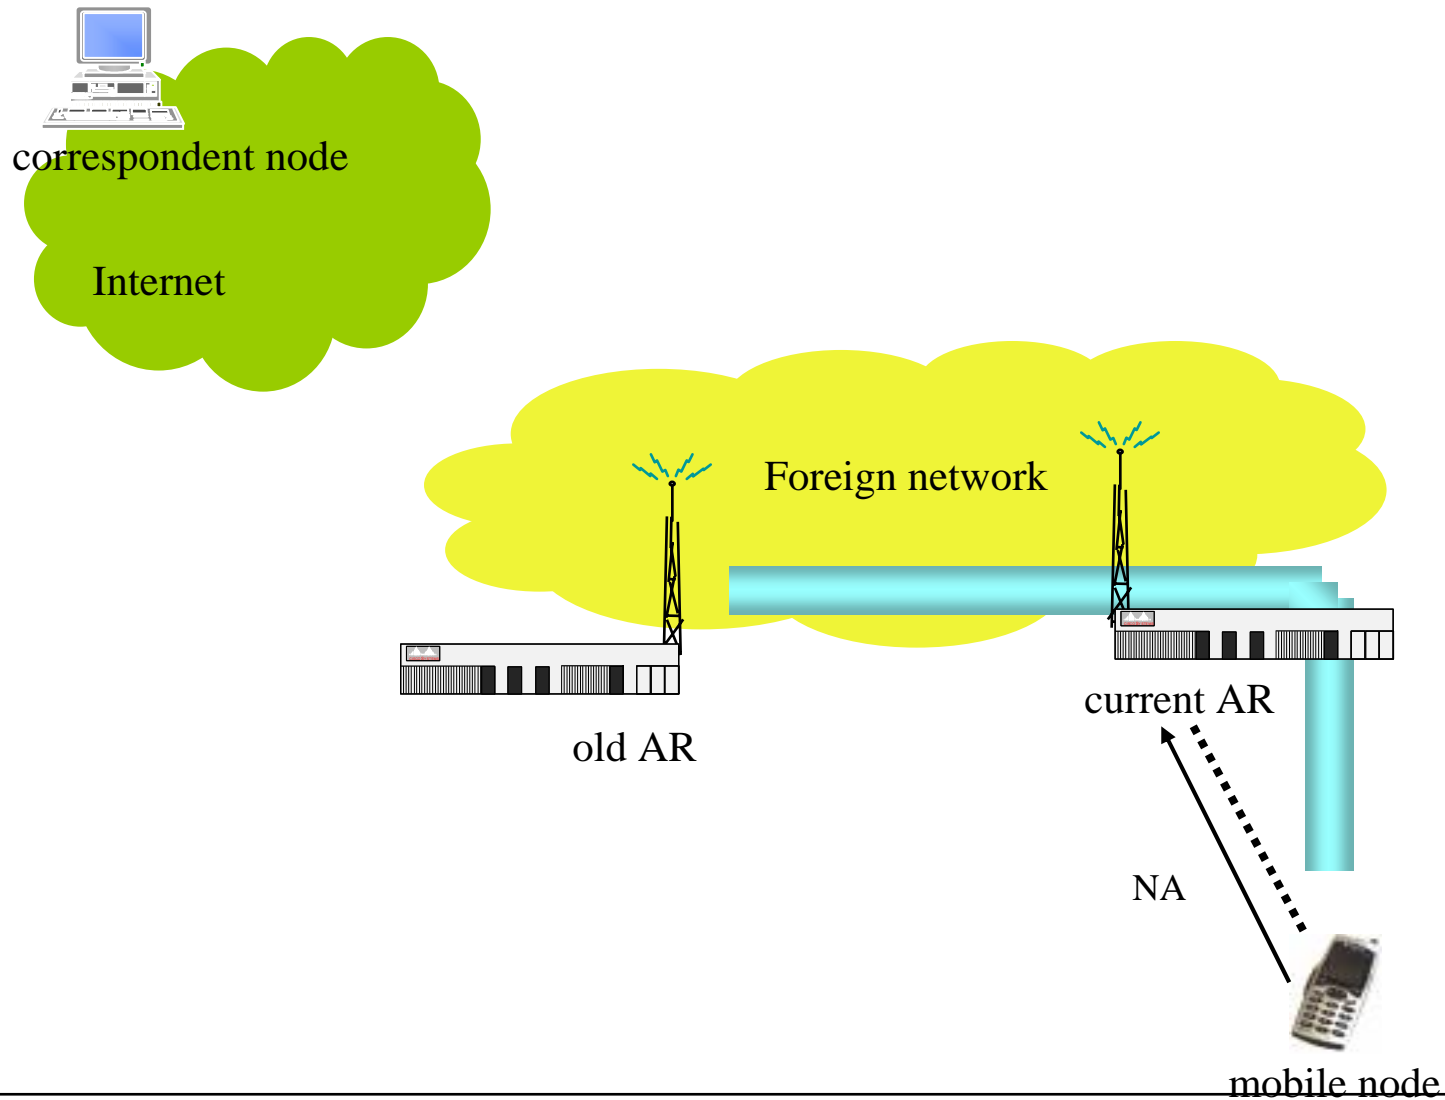 correspondent node
Internet
Foreign network
current AR
old AR
NA
mobile node